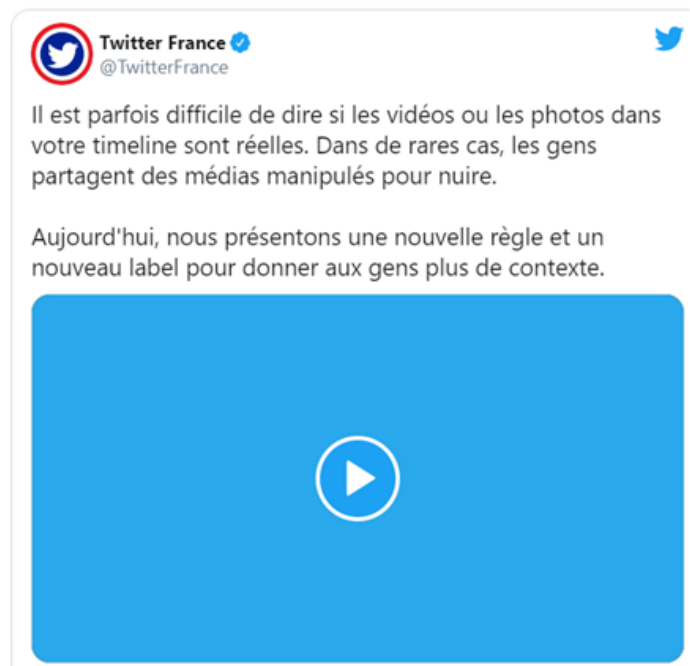 Twitter France
@TwitterFrance
Il est parfois difficile de dire si les vidéos ou les photos dans
votre timeline sont réelles. Dans de rares cas, les gens
partagent des médias manipulés pour nuire.
Aujourd'hui, nous présentons une nouvelle règle et un
nouveau label pour donner aux gens plus de contexte.